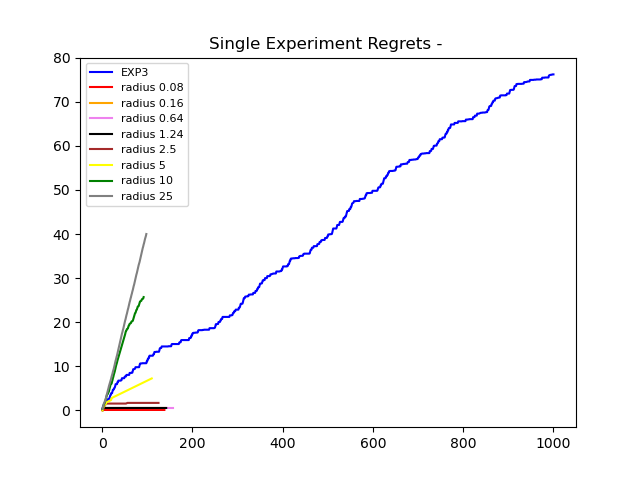 Single Experiment Regrets -
80
70
60
50
40
30
20
10
0
EXP3
radius 0.08
radius 0.16
radius 0.64
radius 1.24
radius 2.5
radius 5
radius 10
radius 25
0 200 400 600 800 1000